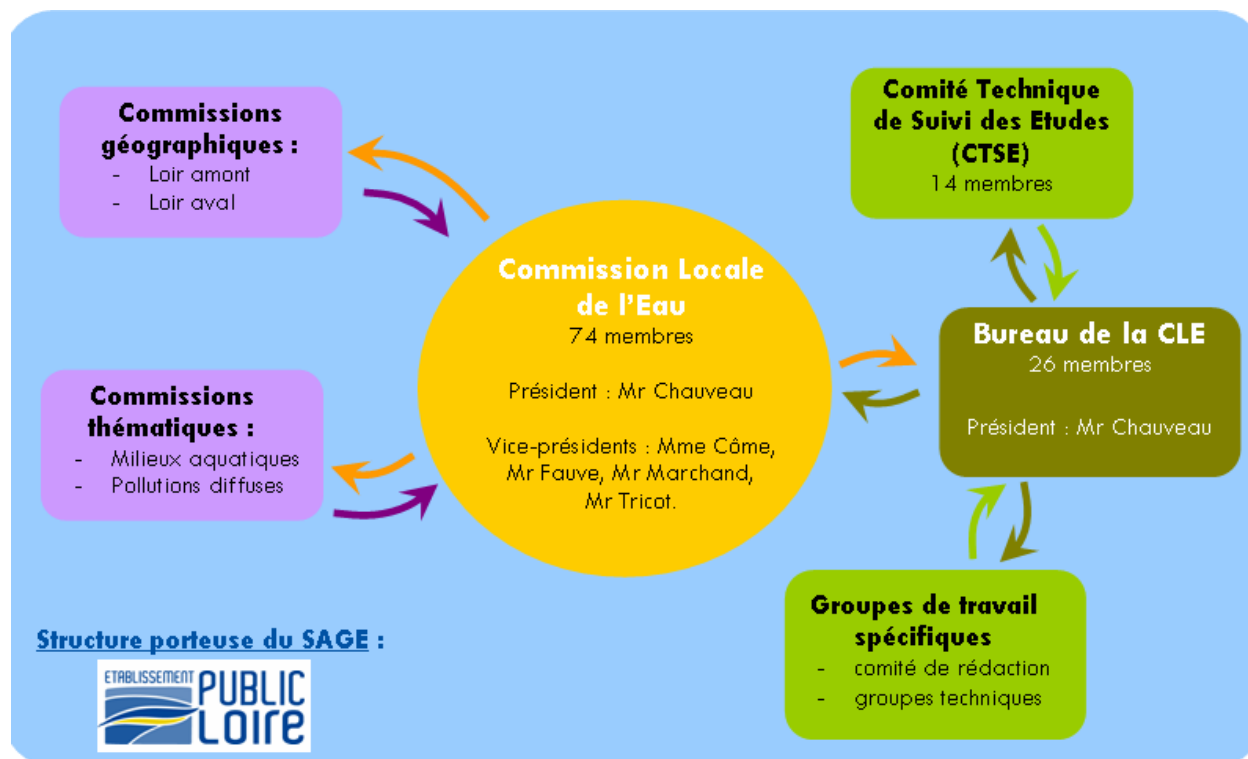 Commissions
géographiques :
- Loir amont
- Loir aval
Comité Technique
de Suivi des Etudes
(CTSE)
14 membres
Commission Locale
de l'Eau
74 membres
Président : Mr Chauveau
Vice-présidents : Mme Côme,
Mr Fauve, Mr Marchand,
Mr Tricot.
Bureau de la CLE
26 membres
Président : Mr Chauveau
Commissions
thématiques :
- Milieux aquatiques
- Pollutions diffuses
Groupes de travail
spécifiques
- comité de rédaction
- groupes techniques
Structure porteuse du SAGE :
ETABLISSEMENT
PUBLIC
LOIRe